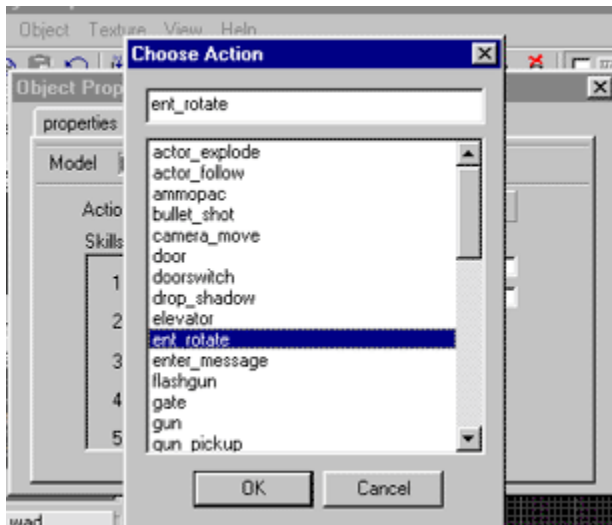 Object Texture View Help
Choose Action
Object Prop
ent_rotate
properties
actor_explode
actor_follow
ammopac
bullet_shot
camera_move
door
doorswitch
drop_shadow
elevator
ent_rotate
enter_message
flashgun
gate
gun
gun_pickup
Model
Actio
Skills
1
2
3
4
5
OK Cancel
wad